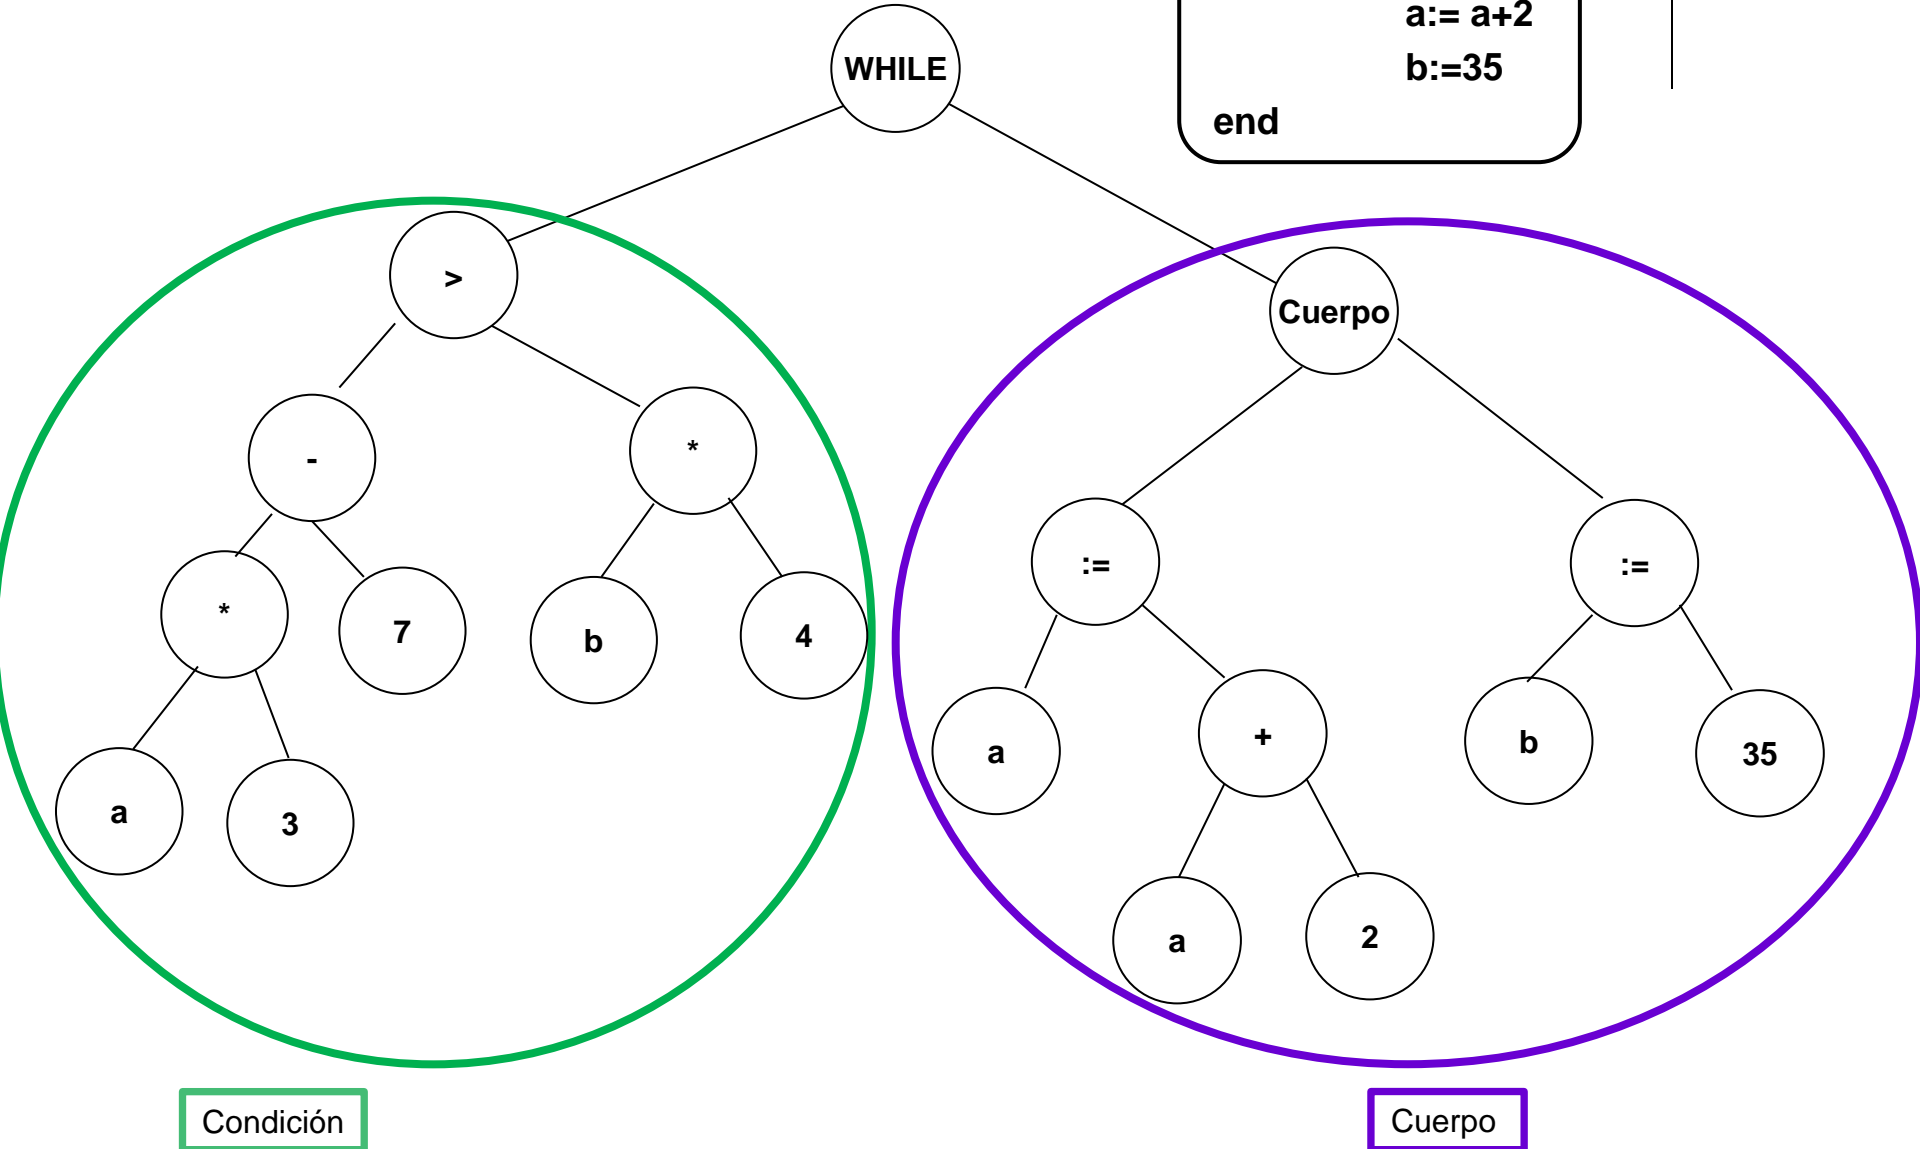 a:= a+2
WHILE
b:=35
end
>
Cuerpo
-
*
:=
:=
*
7
b
4
a
+
b
35
a
3
a
2
Condición
Cuerpo